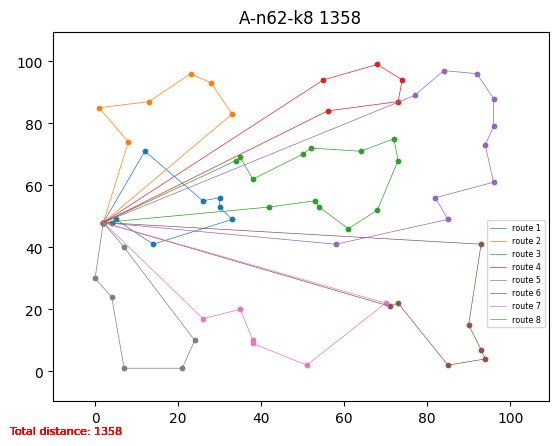 A-n62-k8 1358
100
80
60
40
20
0
0 20 40 60 80 100
route 1
route 2
route 3
route 4
route 5
route 6
route 7
route 8
Total distance: 1358